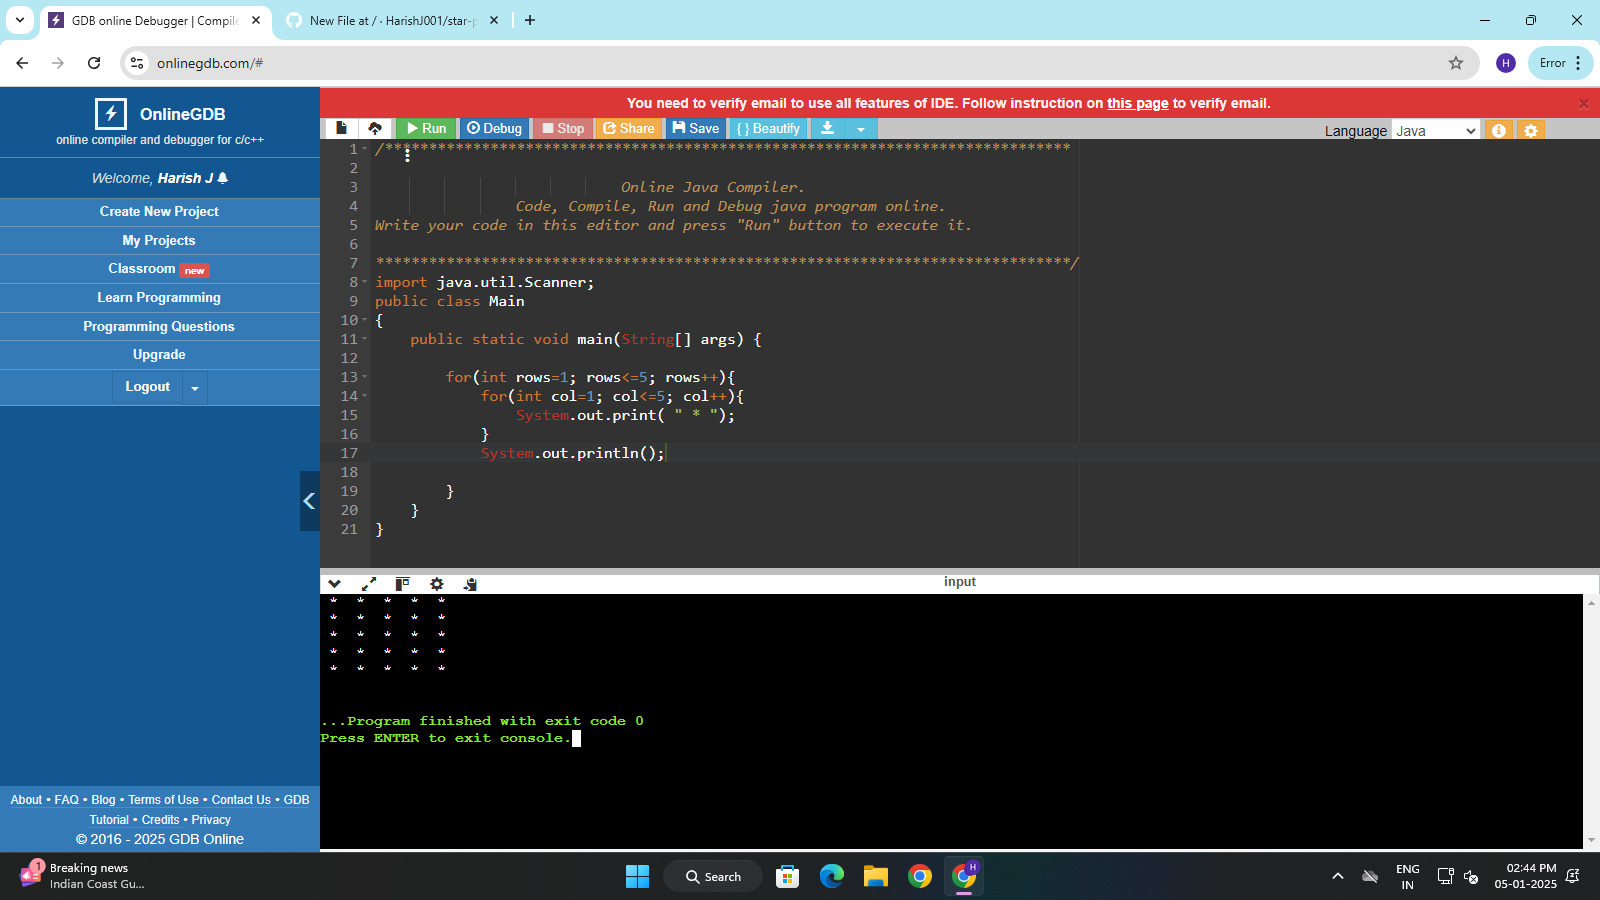 GDB online Debugger | Compile
New File at / · HarishJ001/star-p
onlinegdb.com/#
H
Error
OnlineGDB
online compiler and debugger for c/c++
Welcome, Harish J
Create New Project
My Projects
Classroom new
Learn Programming
Programming Questions
Upgrade
Logout
About • FAQ • Blog • Terms of Use • Contact Us • GDB
Tutorial • Credits • Privacy
© 2016 - 2025 GDB Online
You need to verify email to use all features of IDE. Follow instruction on this page to verify email.
Run Debug Stop Share Save { } Beautify
Language Java
1 /******************************************************************************
2
3 Online Java Compiler.
4 Code, Compile, Run and Debug java program online.
5 Write your code in this editor and press "Run" button to execute it.
6
7 *******************************************************************************/
8 import java.util.Scanner;
9 public class Main
10 {
11 public static void main(String[] args) {
12
13 for(int rows=1; rows<=5; rows++){
14 for(int col=1; col<=5; col++){
15 System.out.print( " * ");
16 }
17 System.out.println();
18
19 }
20 }
21 }
input
* * * * *
* * * * *
* * * * *
* * * * *
* * * * *
...Program finished with exit code 0
Press ENTER to exit console.
1
Breaking news
Indian Coast Gu...
Search
H
ENG
IN
02:44 PM
05-01-2025